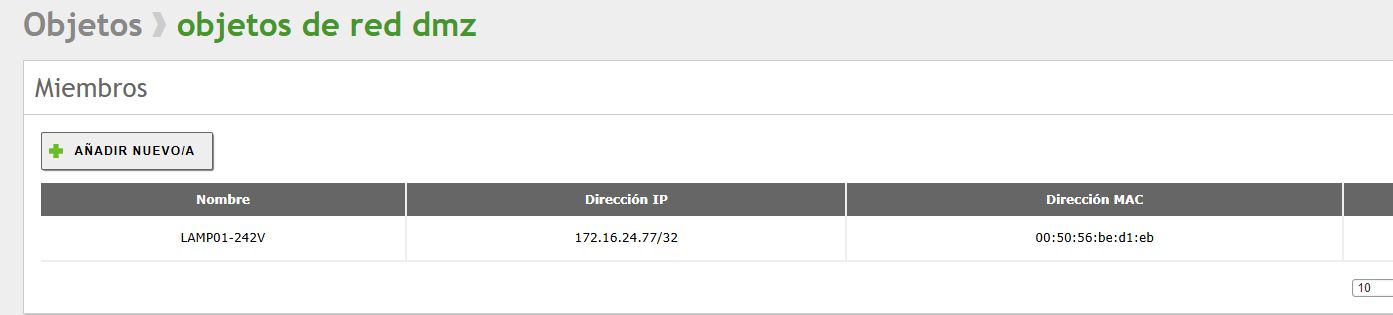 Objetos ❯ objetos de red dmz
Miembros
AÑADIR NUEVO/A
Nombre Dirección IP Dirección MAC
LAMP01-242V 172.16.24.77/32 00:50:56:be:d1:eb
10